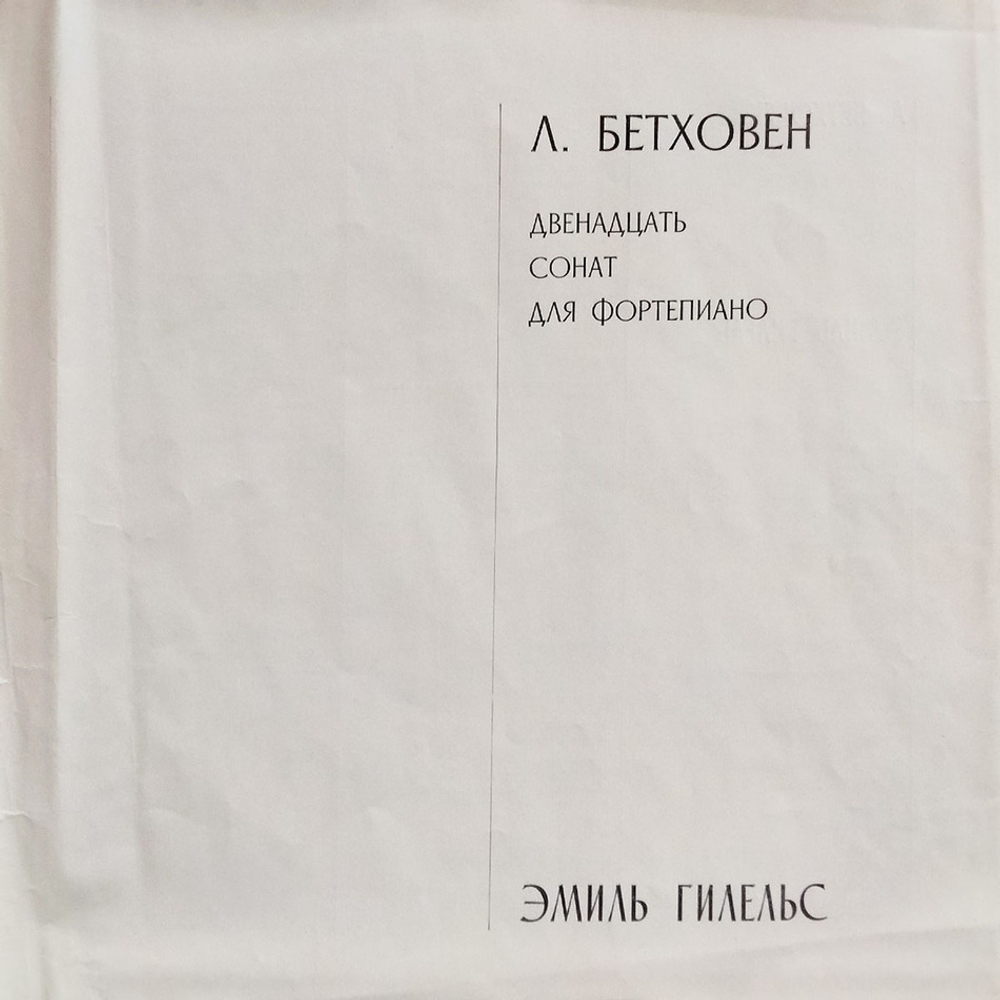 Л. БЕТХОВЕН
ДВЕНАДЦАТЬ
СОНАТ
ДЛЯ ФОРТЕПИАНО
ЭМИЛЬ ГИЛЕЛЬС